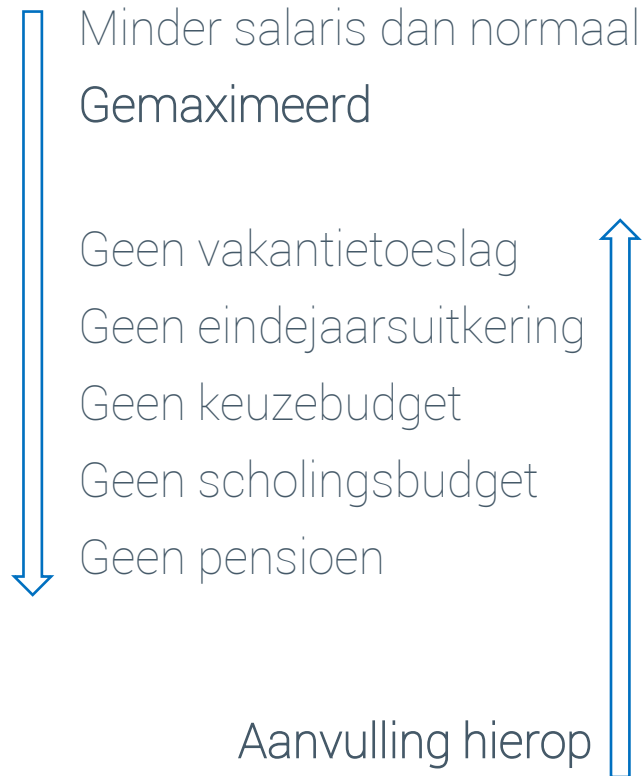 Minder salaris dan normaal
Gemaximeerd
Geen vakantietoeslag
Geen eindejaarsuitkering
Geen keuzebudget
Geen scholingsbudget
Geen pensioen
Aanvulling hierop